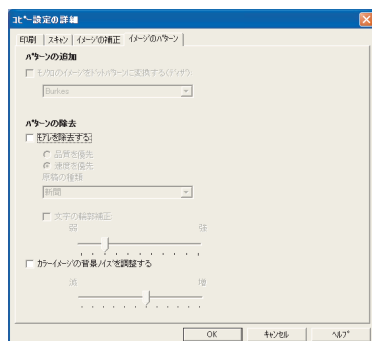 ｺﾋﾟｰ設定の詳細
印刷 スキャン イメージの補正 イメージのパターン
パターンの追加
モノクロのイメージをドットパターンに変換する(ディザ):
Burkes
パターンの除去
モアレを除去する:
品質を優先
速度を優先
原稿の種類
新聞
文字の輪郭補正
弱 強
カラーイメージの背景ノイズを調整する
減 増
OK キャンセル ヘルプ